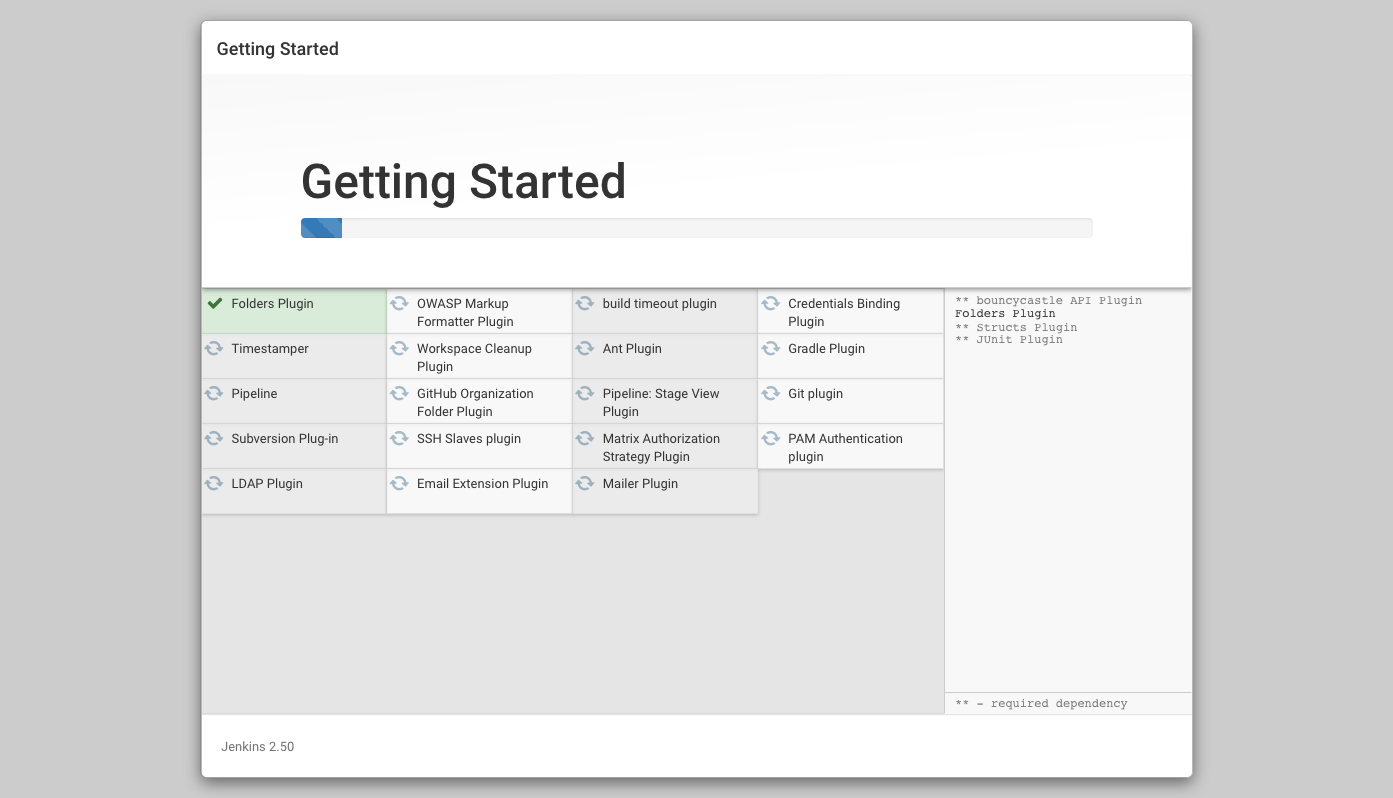 Getting Started
Getting Started
Folders Plugin
OWASP Markup
Formatter Plugin
build timeout plugin
Credentials Binding
Plugin
Timestamper
Workspace Cleanup
Plugin
Ant Plugin
Gradle Plugin
Pipeline
GitHub Organization
Folder Plugin
Pipeline: Stage View
Plugin
Git plugin
Subversion Plug-in
SSH Slaves plugin
Matrix Authorization
Strategy Plugin
PAM Authentication
plugin
LDAP Plugin
Email Extension Plugin
Mailer Plugin
** bouncycastle API Plugin
Folders Plugin
** Structs Plugin
** JUnit Plugin
** - required dependency
Jenkins 2.50